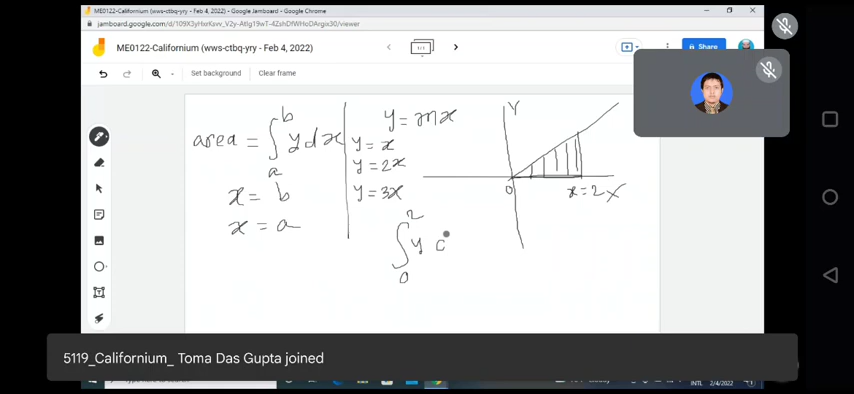 ME0122-Californium (wws-ctbq-yry - Feb 4, 2022) - Google Jamboard - Google Chrome
ME0122-Californium (wws-ctbq-yry - Feb 4, 2022)
1/1
Share
Set background
Clear frame
area = ∫ₐᵇ y dx
x = b
x = a
y = mx
y = x
y = 2x
y = 3x
∫₀² y c
Y
0
x = 2
X
5119_Californium_ Toma Das Gupta joined
INTL
2/4/2022